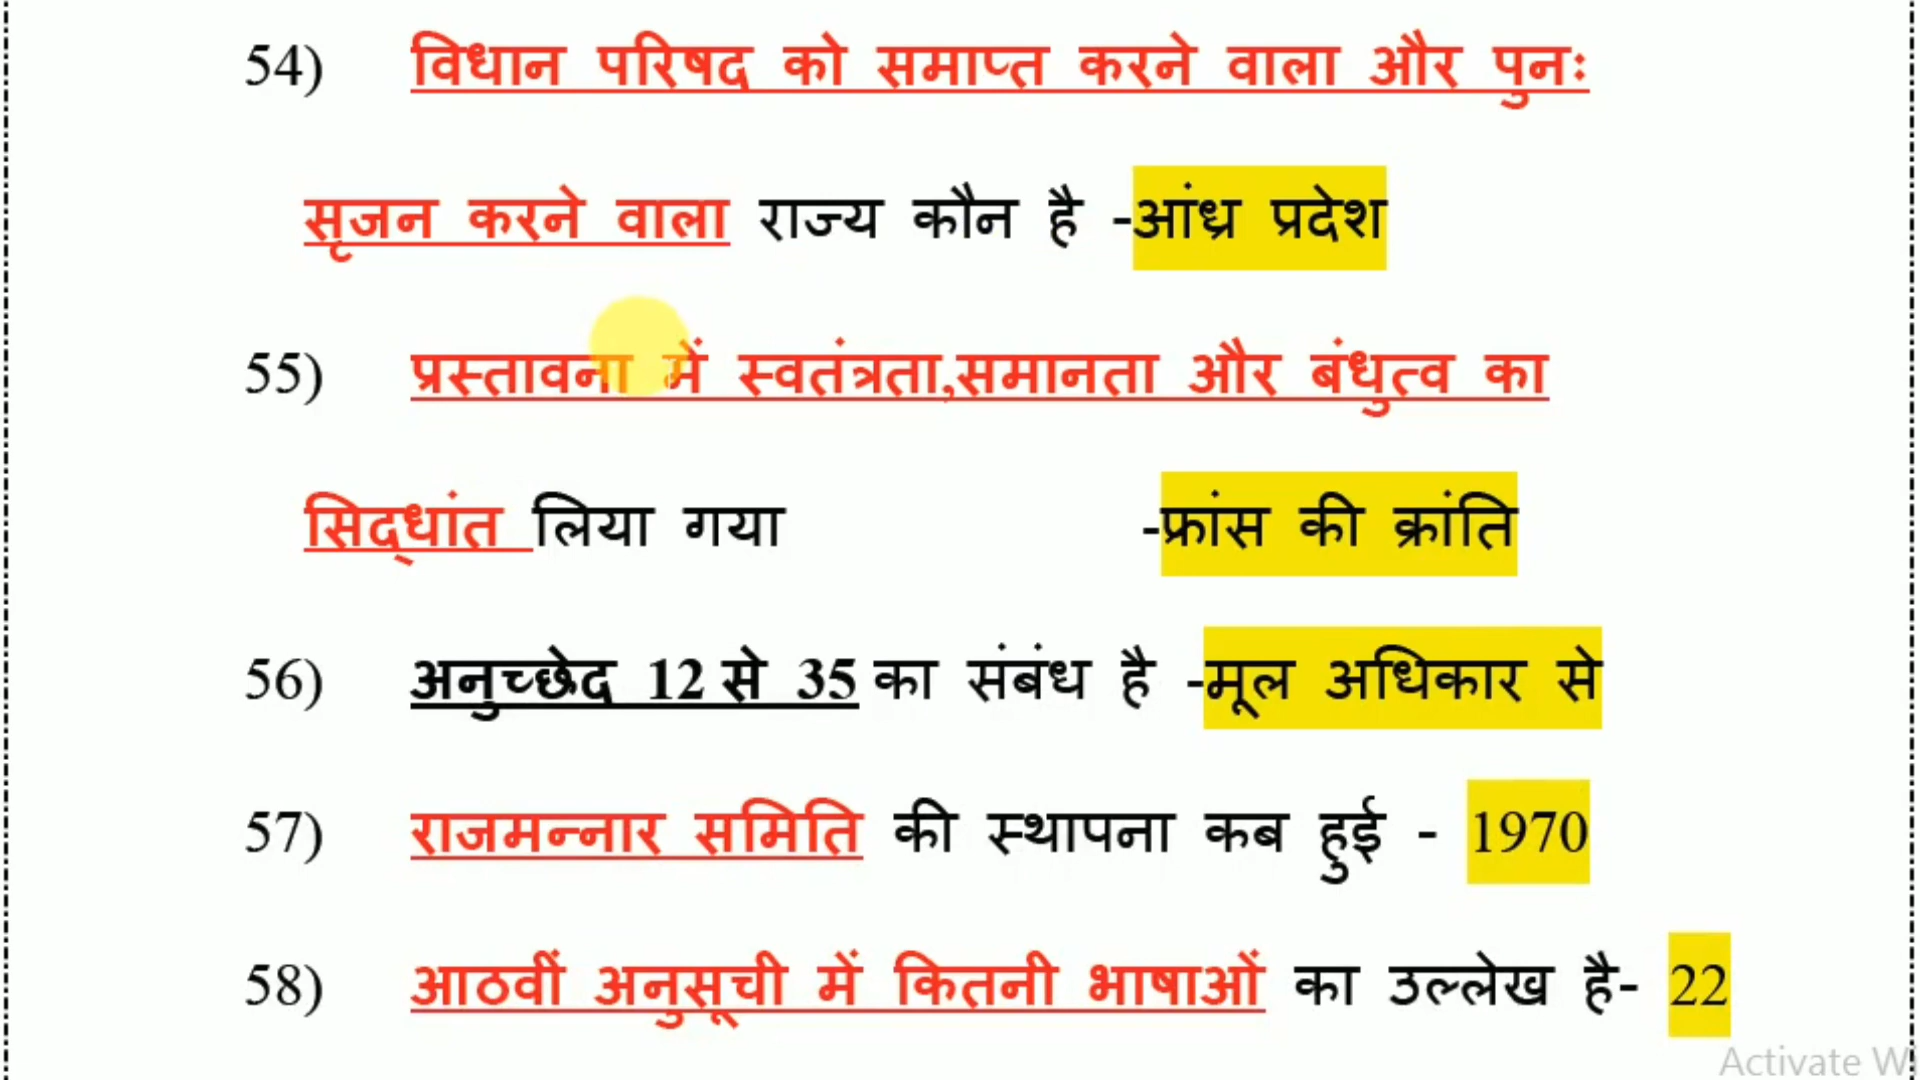 54) विधान परिषद को समाप्त करने वाला और पुनः
सृजन करने वाला राज्य कौन है -आंध्र प्रदेश
55) प्रस्तावना में स्वतंत्रता,समानता और बंधुत्व का
सिद्धांत लिया गया -फ्रांस की क्रांति
56) अनुच्छेद 12 से 35 का संबंध है -मूल अधिकार से
57) राजमन्नार समिति की स्थापना कब हुई - 1970
58) आठवीं अनुसूची में कितनी भाषाओं का उल्लेख है- 22
Activate W